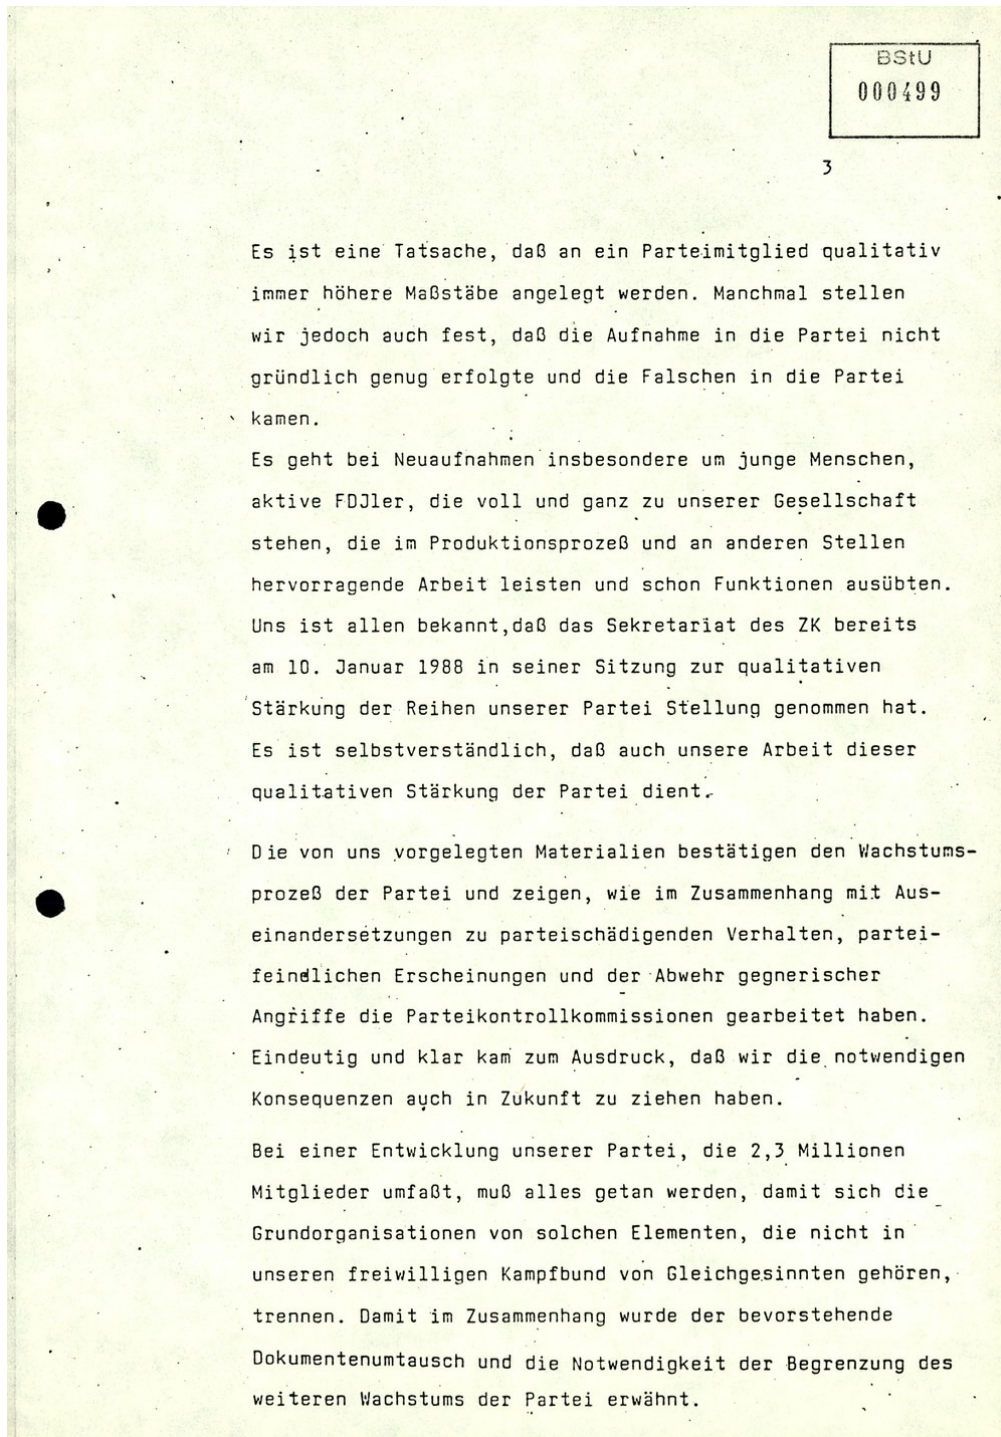 BStU
000499
3
Es ist eine Tatsache, daß an ein Parteimitglied qualitativ
immer höhere Maßstäbe angelegt werden. Manchmal stellen
wir jedoch auch fest, daß die Aufnahme in die Partei nicht
gründlich genug erfolgte und die Falschen in die Partei
kamen.
Es geht bei Neuaufnahmen insbesondere um junge Menschen,
aktive FDJler, die voll und ganz zu unserer Gesellschaft
stehen, die im Produktionsprozeß und an anderen Stellen
hervorragende Arbeit leisten und schon Funktionen ausübten.
Uns ist allen bekannt,daß das Sekretariat des ZK bereits
am 10. Januar 1988 in seiner Sitzung zur qualitativen
Stärkung der Reihen unserer Partei Stellung genommen hat.
Es ist selbstverständlich, daß auch unsere Arbeit dieser
qualitativen Stärkung der Partei dient.
Die von uns vorgelegten Materialien bestätigen den Wachstums-
prozeß der Partei und zeigen, wie im Zusammenhang mit Aus-
einandersetzungen zu parteischädigenden Verhalten, partei-
feindlichen Erscheinungen und der Abwehr gegnerischer
Angriffe die Parteikontrollkommissionen gearbeitet haben.
Eindeutig und klar kam zum Ausdruck, daß wir die notwendigen
Konsequenzen auch in Zukunft zu ziehen haben.
Bei einer Entwicklung unserer Partei, die 2,3 Millionen
Mitglieder umfaßt, muß alles getan werden, damit sich die
Grundorganisationen von solchen Elementen, die nicht in
unseren freiwilligen Kampfbund von Gleichgesinnten gehören,
trennen. Damit im Zusammenhang wurde der bevorstehende
Dokumentenumtausch und die Notwendigkeit der Begrenzung des
weiteren Wachstums der Partei erwähnt.